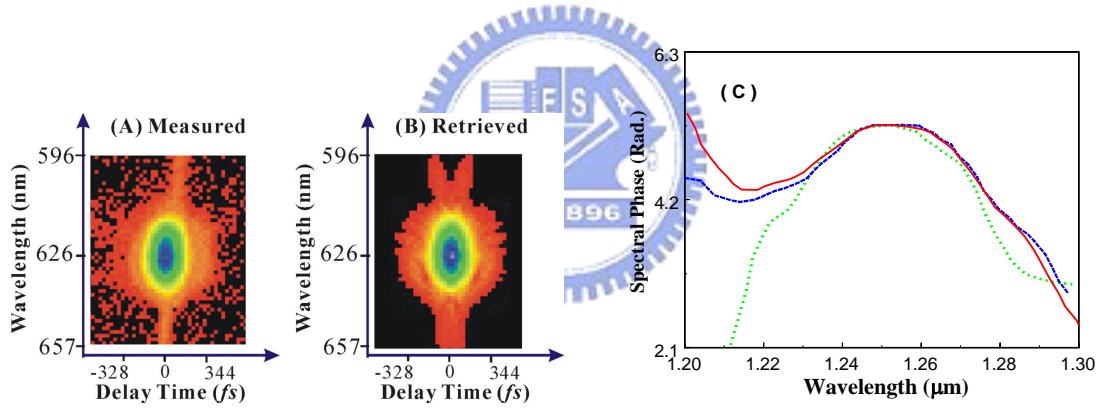 (A) Measured
Wavelength (nm)
596
626
657
-328 0 344
Delay Time (fs)
(B) Retrieved
Wavelength (nm)
596
626
657
-328 0 344
Delay Time (fs)
ES A
1896
(C)
Spectral Phase (Rad.)
6.3
4.2
2.1
1.20 1.22 1.24 1.26 1.28 1.30
Wavelength (μm)